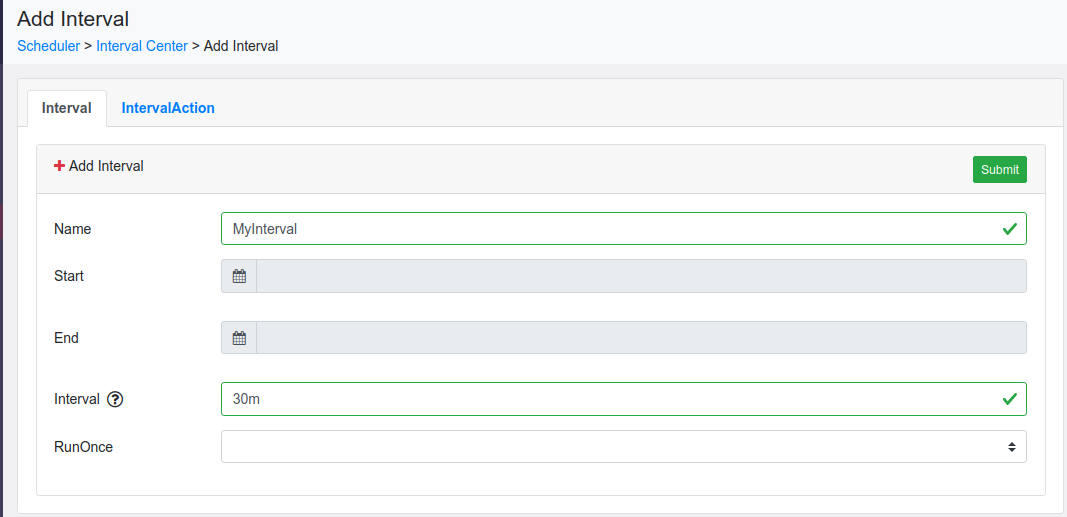 Add Interval
Scheduler > Interval Center > Add Interval
Interval IntervalAction
Add Interval Submit
Name MyInterval
Start
End
Interval 30m
RunOnce